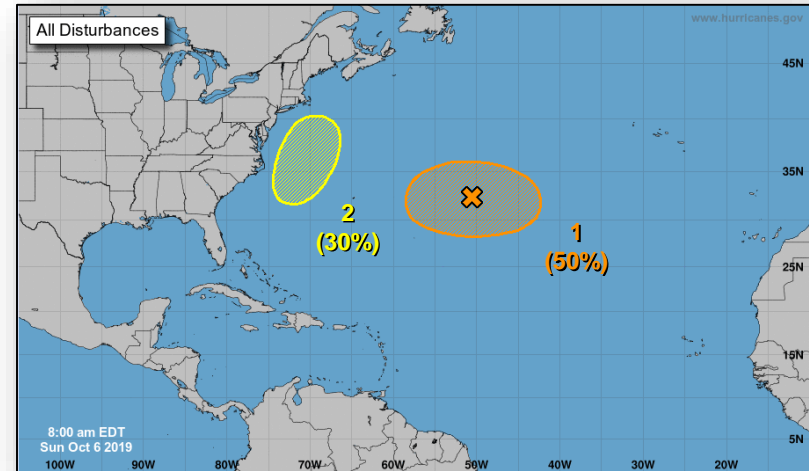 All Disturbances
www.hurricanes.gov
45N
35N
2
(30%)
1
(50%)
25N
15N
8:00 am EDT
Sun Oct 6 2019
5N
100W 90W 80W 70W 60W 50W 40W 30W 20W